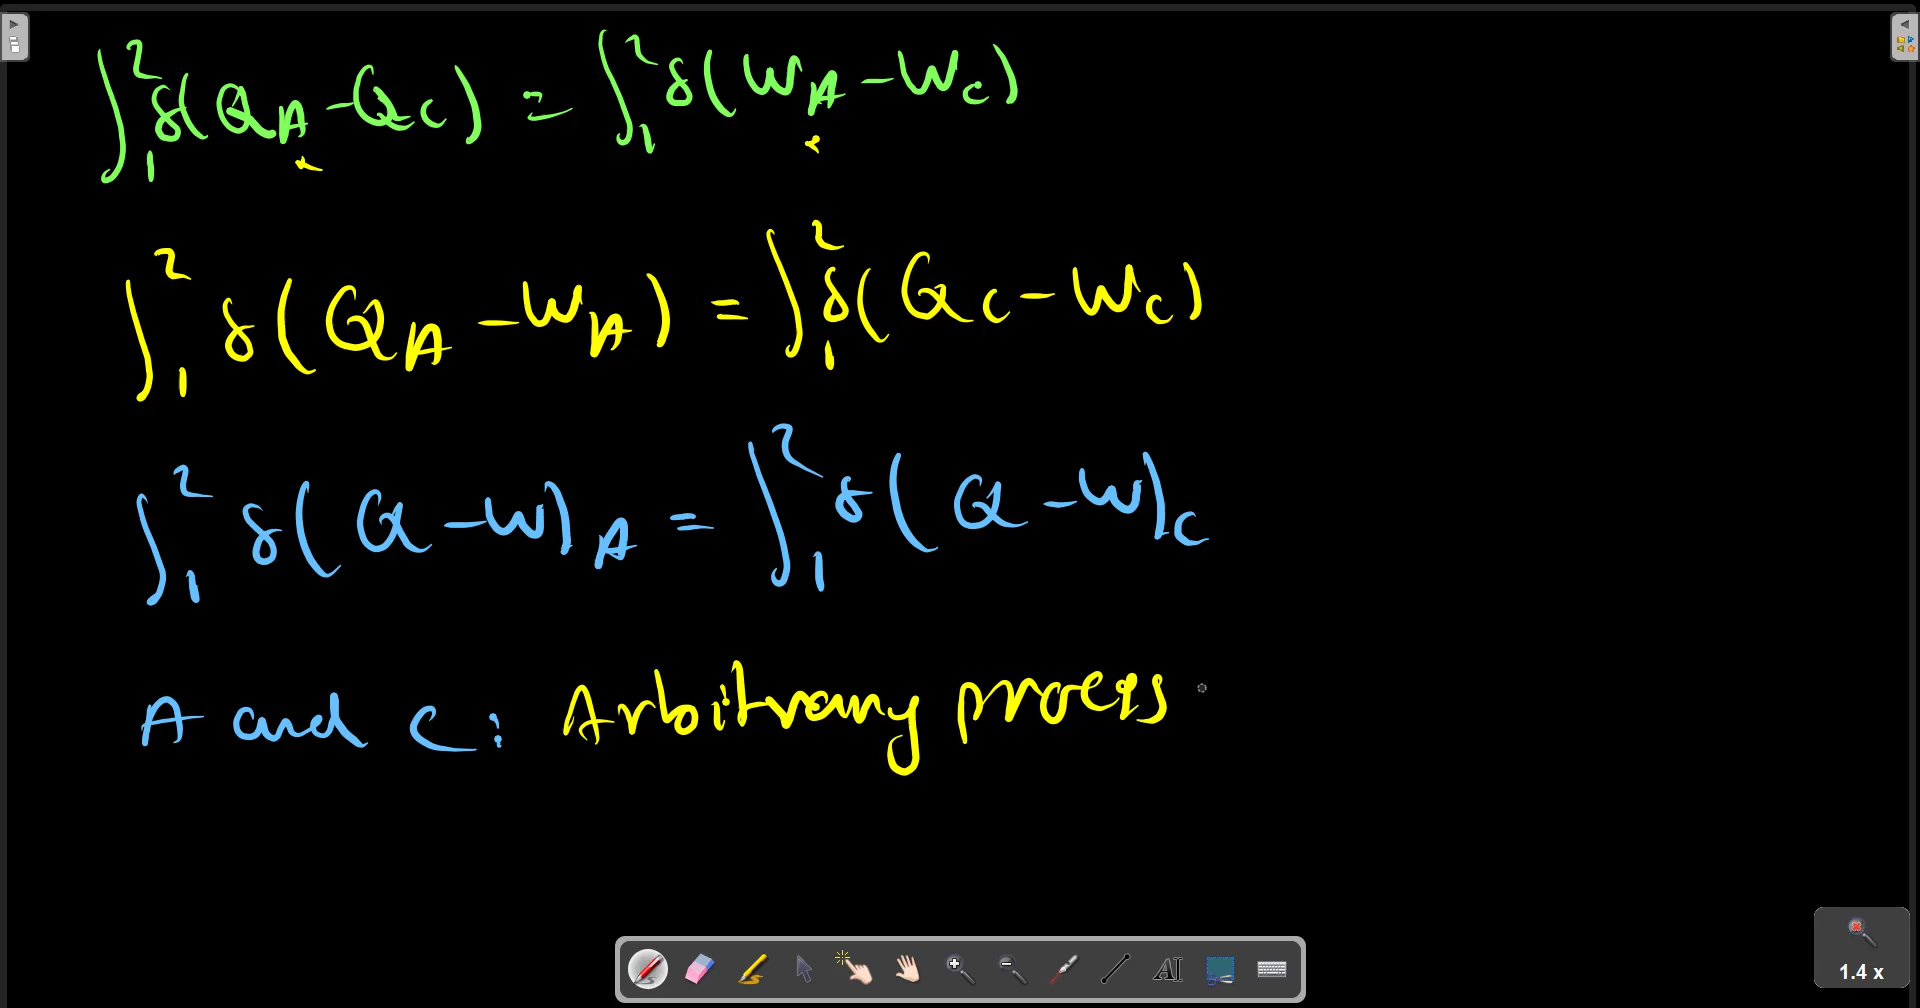 ∫₁² δ(Q_A − Q_C) = ∫₁² δ(W_A − W_C)
∫₁² δ(Q_A − W_A) = ∫₁² δ(Q_C − W_C)
∫₁² δ(Q − W)_A = ∫₁² δ(Q − W)_C
A and C: Arbitrary process
AI
1.4 x